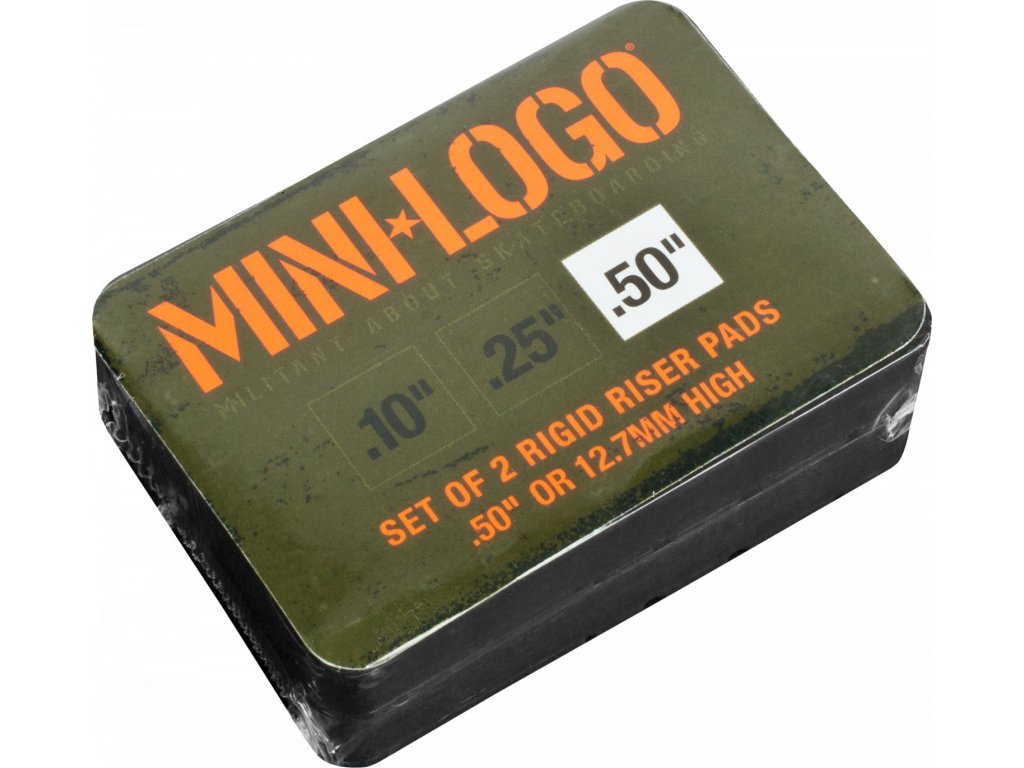 MINI★LOGO®
MILITANT ABOUT SKATEBOARDING
.10" .25" .50"
SET OF 2 RIGID RISER PADS
.50" OR 12.7MM HIGH